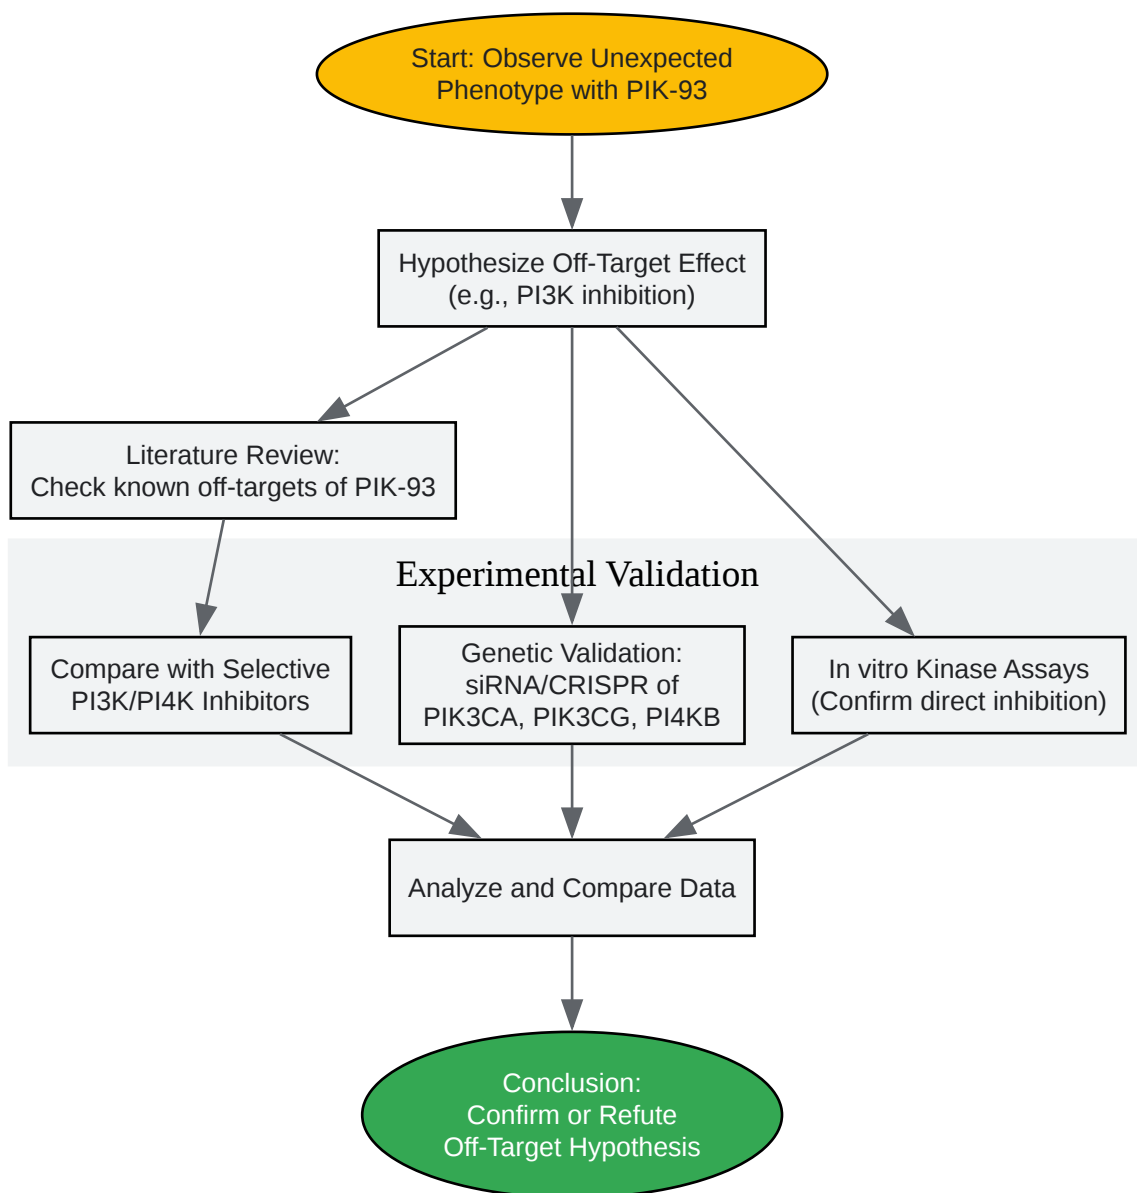 Start: Observe Unexpected
Phenotype with PIK-93
Hypothesize Off-Target Effect
(e.g., PI3K inhibition)
Literature Review:
Check known off-targets of PIK-93
Experimental Validation
Compare with Selective
PI3K/PI4K Inhibitors
Genetic Validation:
siRNA/CRISPR of
PIK3CA, PIK3CG, PI4KB
In vitro Kinase Assays
(Confirm direct inhibition)
Analyze and Compare Data
Conclusion:
Confirm or Refute
Off-Target Hypothesis